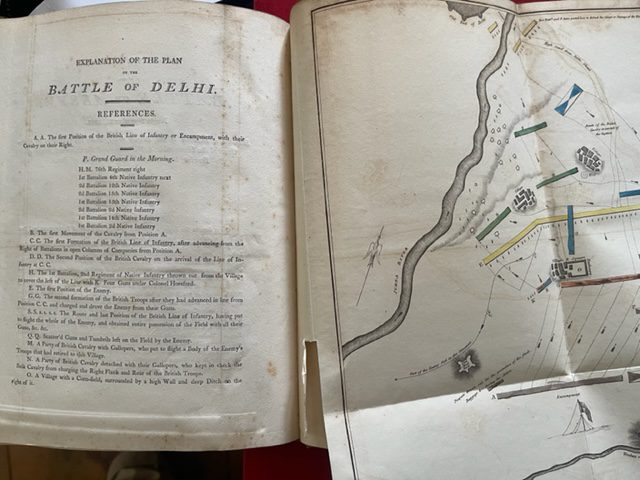 EXPLANATION OF THE PLAN
OF THE
BATTLE OF DELHI.
REFERENCES.
A. A. The first Position of the British Line of Infantry or Encampment, with their
Cavalry on their Right.
P. Grand Guard in the Morning.
H. M. 76th Regiment right
1st Battalion 4th Native Infantry next
2d Battalion 12th Native Infantry
2d Battalion 15th Native Infantry
1st Battalion 15th Native Infantry
2d Battalion 2d Native Infantry
1st Battalion 14th Native Infantry
1st Battalion 2d Native Infantry
B. The first Movement of the Cavalry from Position A.
C. C. The first Formation of the British Line of Infantry, after advancing from the
Right of Battalions in open Columns of Companies from Position A.
D. D. The Second Position of the British Cavalry on the arrival of the Line of In-
fantry at C. C.
H. The 1st Battalion, 2nd Regiment of Native Infantry thrown out from the Village
to cover the left of the Line with K. Four Guns under Colonel Horsford.
E. The first Position of the Enemy.
G. G. The second formation of the British Troops after they had advanced in line from
Position C. C. and charged and drove the Enemy from their Guns.
S. S. s. s. s. s. The Route and last Position of the British Line of Infantry, having put
to flight the whole of the Enemy, and obtained entire possession of the Field with all their
Guns, &c. &c.
Q. Q. Guns and Tumbrils left on the Field by the Enemy.
M. A Party of British Cavalry with Gallopers, who put to flight a Body of the Enemy's
Troops that had retired to this Village.
N. A Party of British Cavalry detached with their Gallopers, who kept in check the
Seik Cavalry from charging the Right Flank and Rear of the British Troops.
O. A Village with a Corn-field, surrounded by a high Wall and deep Ditch on the
right of it.
Encampment
A